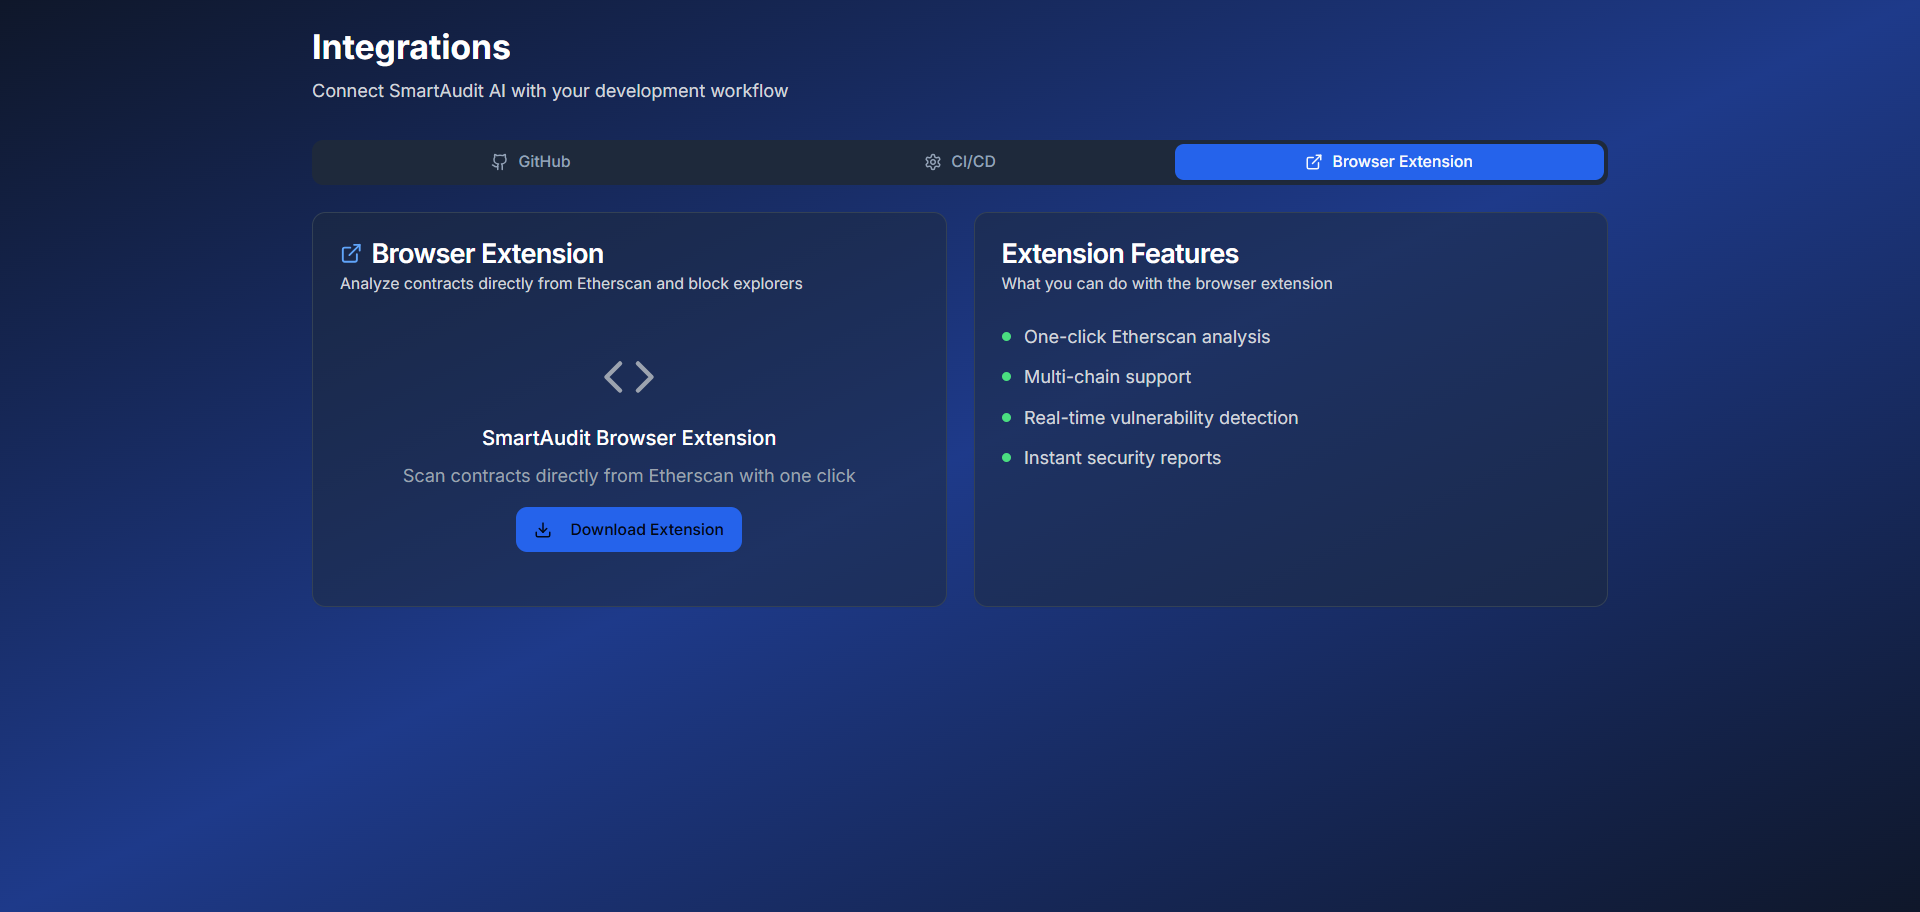 Integrations
Connect SmartAudit AI with your development workflow
GitHub
CI/CD
Browser Extension
Browser Extension
Analyze contracts directly from Etherscan and block explorers
SmartAudit Browser Extension
Scan contracts directly from Etherscan with one click
Download Extension
Extension Features
What you can do with the browser extension
One-click Etherscan analysis
Multi-chain support
Real-time vulnerability detection
Instant security reports